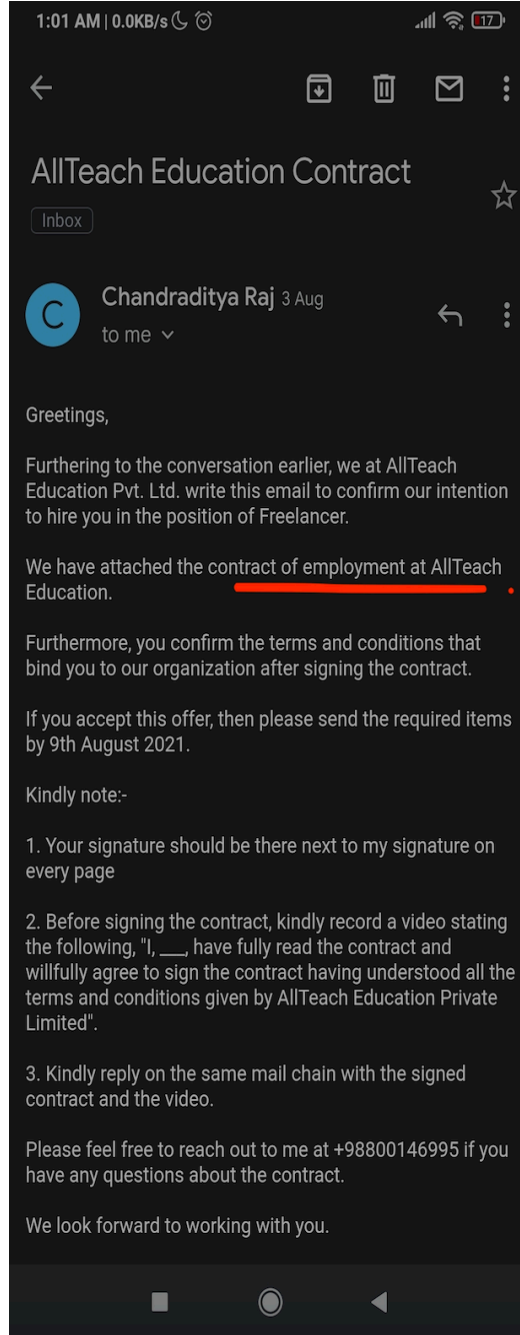 1:01 AM | 0.0KB/s 17
AllTeach Education Contract
Inbox
C
Chandraditya Raj 3 Aug
to me
Greetings,
Furthering to the conversation earlier, we at AllTeach
Education Pvt. Ltd. write this email to confirm our intention
to hire you in the position of Freelancer.
We have attached the contract of employment at AllTeach
Education.
Furthermore, you confirm the terms and conditions that
bind you to our organization after signing the contract.
If you accept this offer, then please send the required items
by 9th August 2021.
Kindly note:-
1. Your signature should be there next to my signature on
every page
2. Before signing the contract, kindly record a video stating
the following, "I, ___, have fully read the contract and
willfully agree to sign the contract having understood all the
terms and conditions given by AllTeach Education Private
Limited".
3. Kindly reply on the same mail chain with the signed
contract and the video.
Please feel free to reach out to me at +98800146995 if you
have any questions about the contract.
We look forward to working with you.